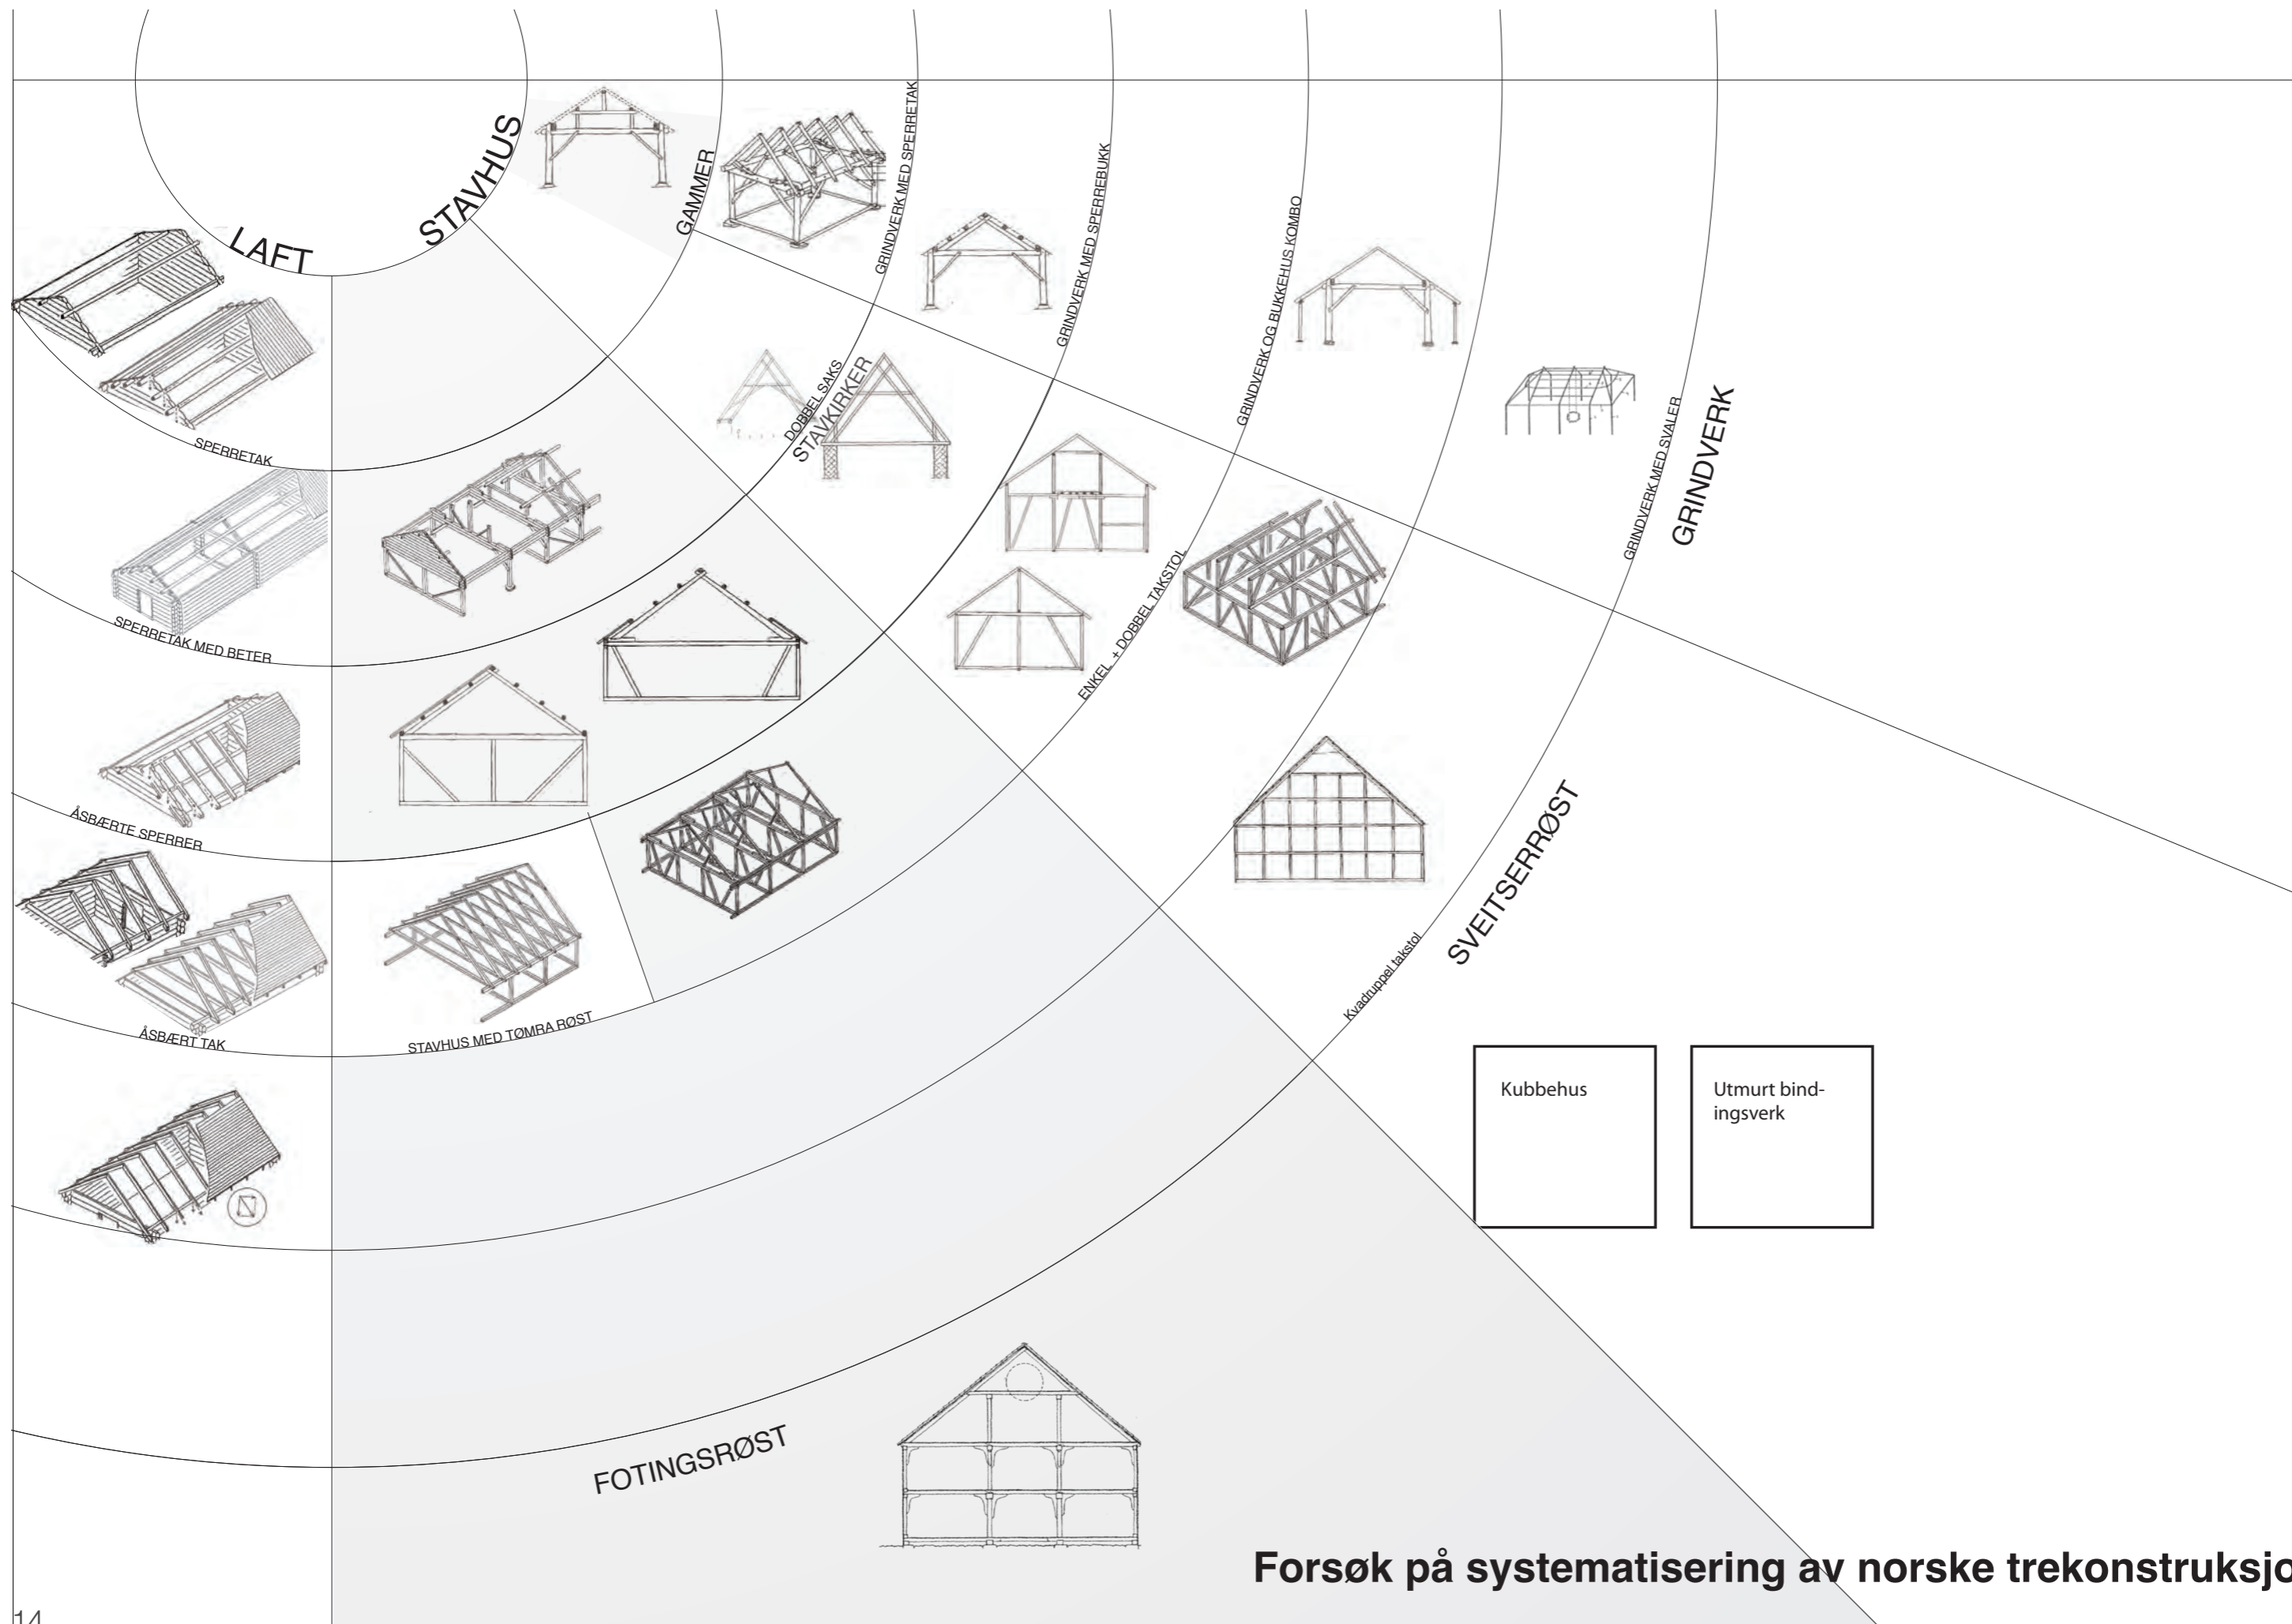 LAFT
STAVHUS
GAMMER
GRINDVERK MED SPERRETAK
GRINDVERK MED SPERREBUKK
GRINDVERK OG BUKKEHUS KOMBO
GRINDVERK MED SVALER
GRINDVERK
DOBBEL SAKS
STAVKIRKER
ENKEL + DOBBEL TAKSTOL
Kvadruppel takstol
SVEITSERRØST
SPERRETAK
SPERRETAK MED BETER
ÅSBÆRTE SPERRER
ÅSBÆRT TAK
STAVHUS MED TØMRA RØST
FOTINGSRØST
Kubbehus
Utmurt bind-
ingsverk
Forsøk på systematisering av norske trekonstruksjo
14